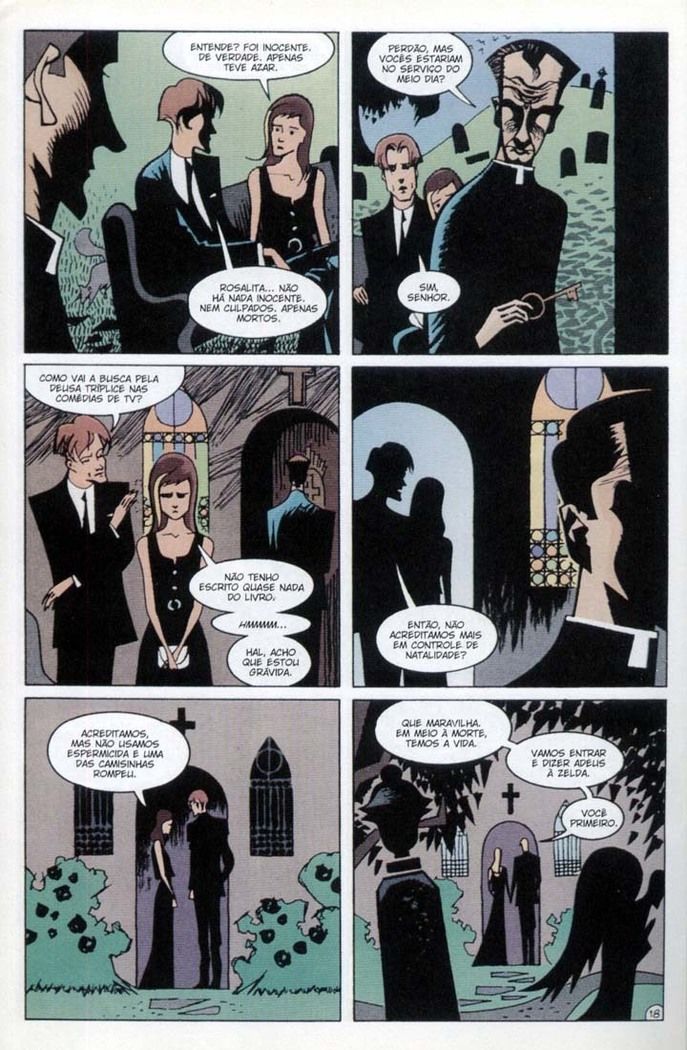 ENTENDE? FOI INOCENTE.
DE VERDADE. APENAS
TEVE AZAR.
ROSALITA... NÃO
HÁ NADA INOCENTE.
NEM CULPADOS. APENAS
MORTOS.
PERDÃO, MAS
VOCÊS ESTARIAM
NO SERVIÇO DO
MEIO DIA?
SIM,
SENHOR.
COMO VAI A BUSCA PELA
DEUSA TRÍPLICE NAS
COMÉDIAS DE TV?
NÃO TENHO
ESCRITO QUASE NADA
DO LIVRO.
HMMMM...
HAL, ACHO
QUE ESTOU
GRÁVIDA.
ENTÃO, NÃO
ACREDITAMOS MAIS
EM CONTROLE DE
NATALIDADE?
ACREDITAMOS,
MAS NÃO USAMOS
ESPERMICIDA E UMA
DAS CAMISINHAS
ROMPEU.
QUE MARAVILHA.
EM MEIO À MORTE,
TEMOS A VIDA.
VAMOS ENTRAR
E DIZER ADEUS
À ZELDA.
VOCÊ
PRIMEIRO.
18